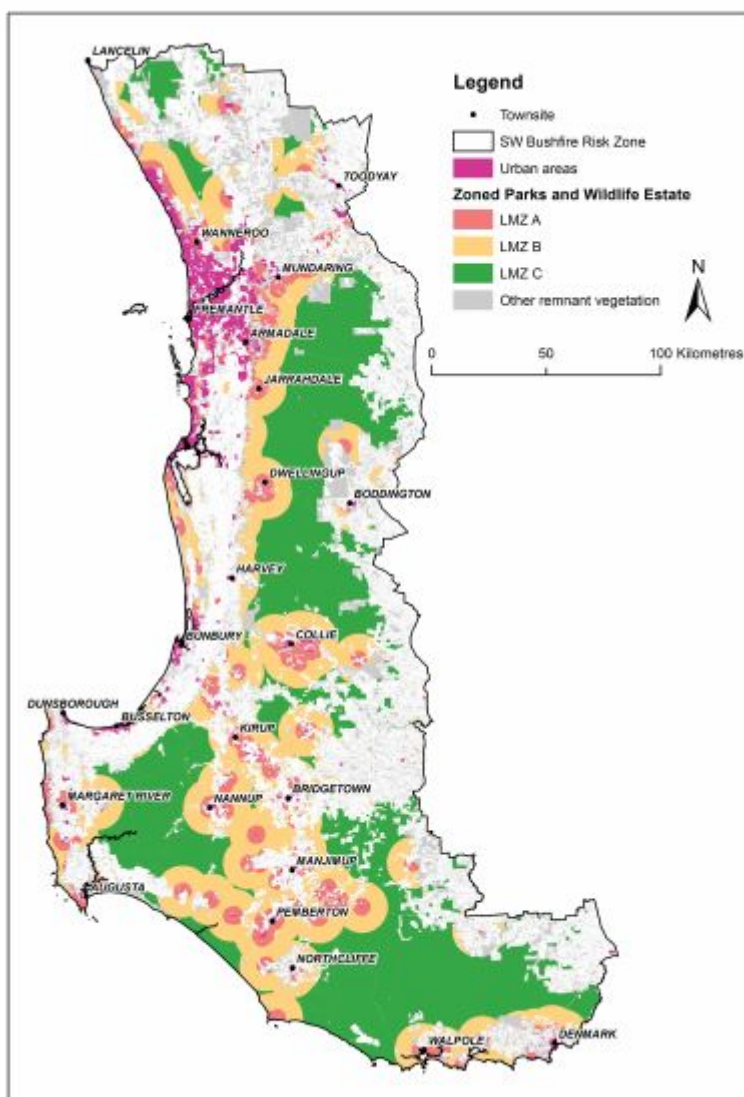 LANCELIN
Legend
Townsite
SW Bushfire Risk Zone
Urban areas
Zoned Parks and Wildlife Estate
LMZ A
LMZ B
LMZ C
Other remnant vegetation
N
0 50 100 Kilometres
TOODYAY
WANNEROO
MUNDARING
FREMANTLE
ARMADALE
JARRAHDALE
DWELLINGUP
BODDINGTON
HARVEY
BUNBURY
COLLIE
DUNSBOROUGH
BUSSELTON
KIRUP
MARGARET RIVER
NANNUP
BRIDGETOWN
MANJIMUP
AUGUSTA
PEMBERTON
NORTHCLIFFE
WALPOLE
DENMARK